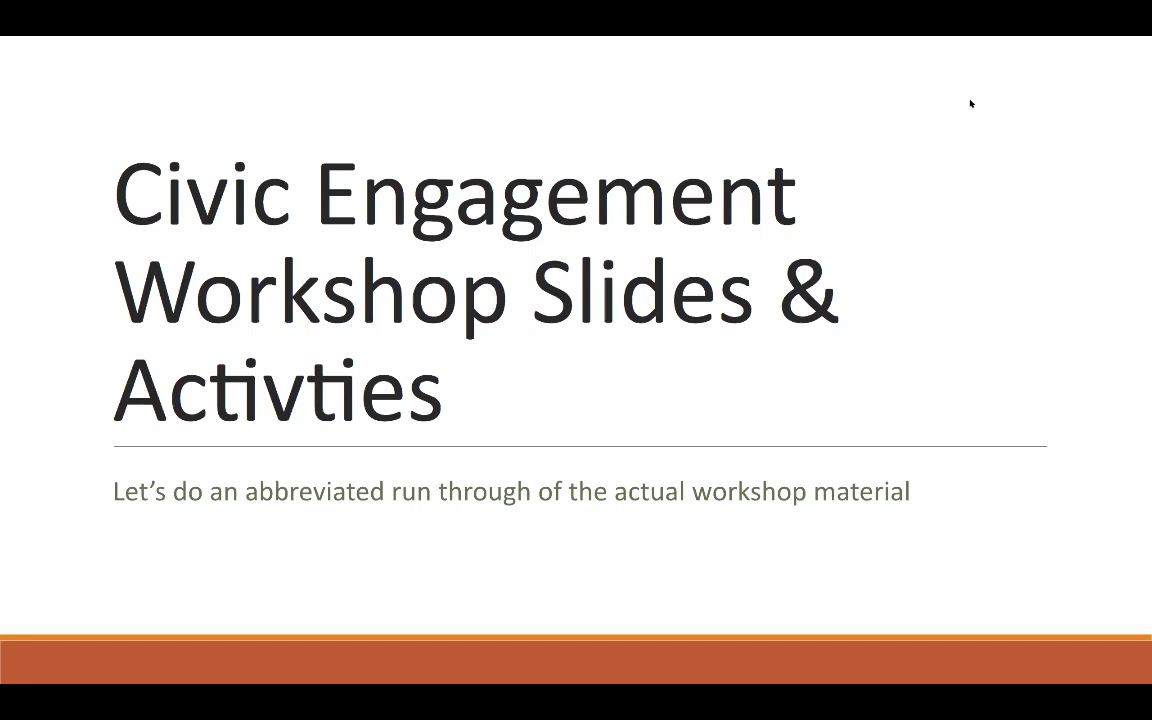 Civic Engagement
Workshop Slides &
Activties
Let’s do an abbreviated run through of the actual workshop material